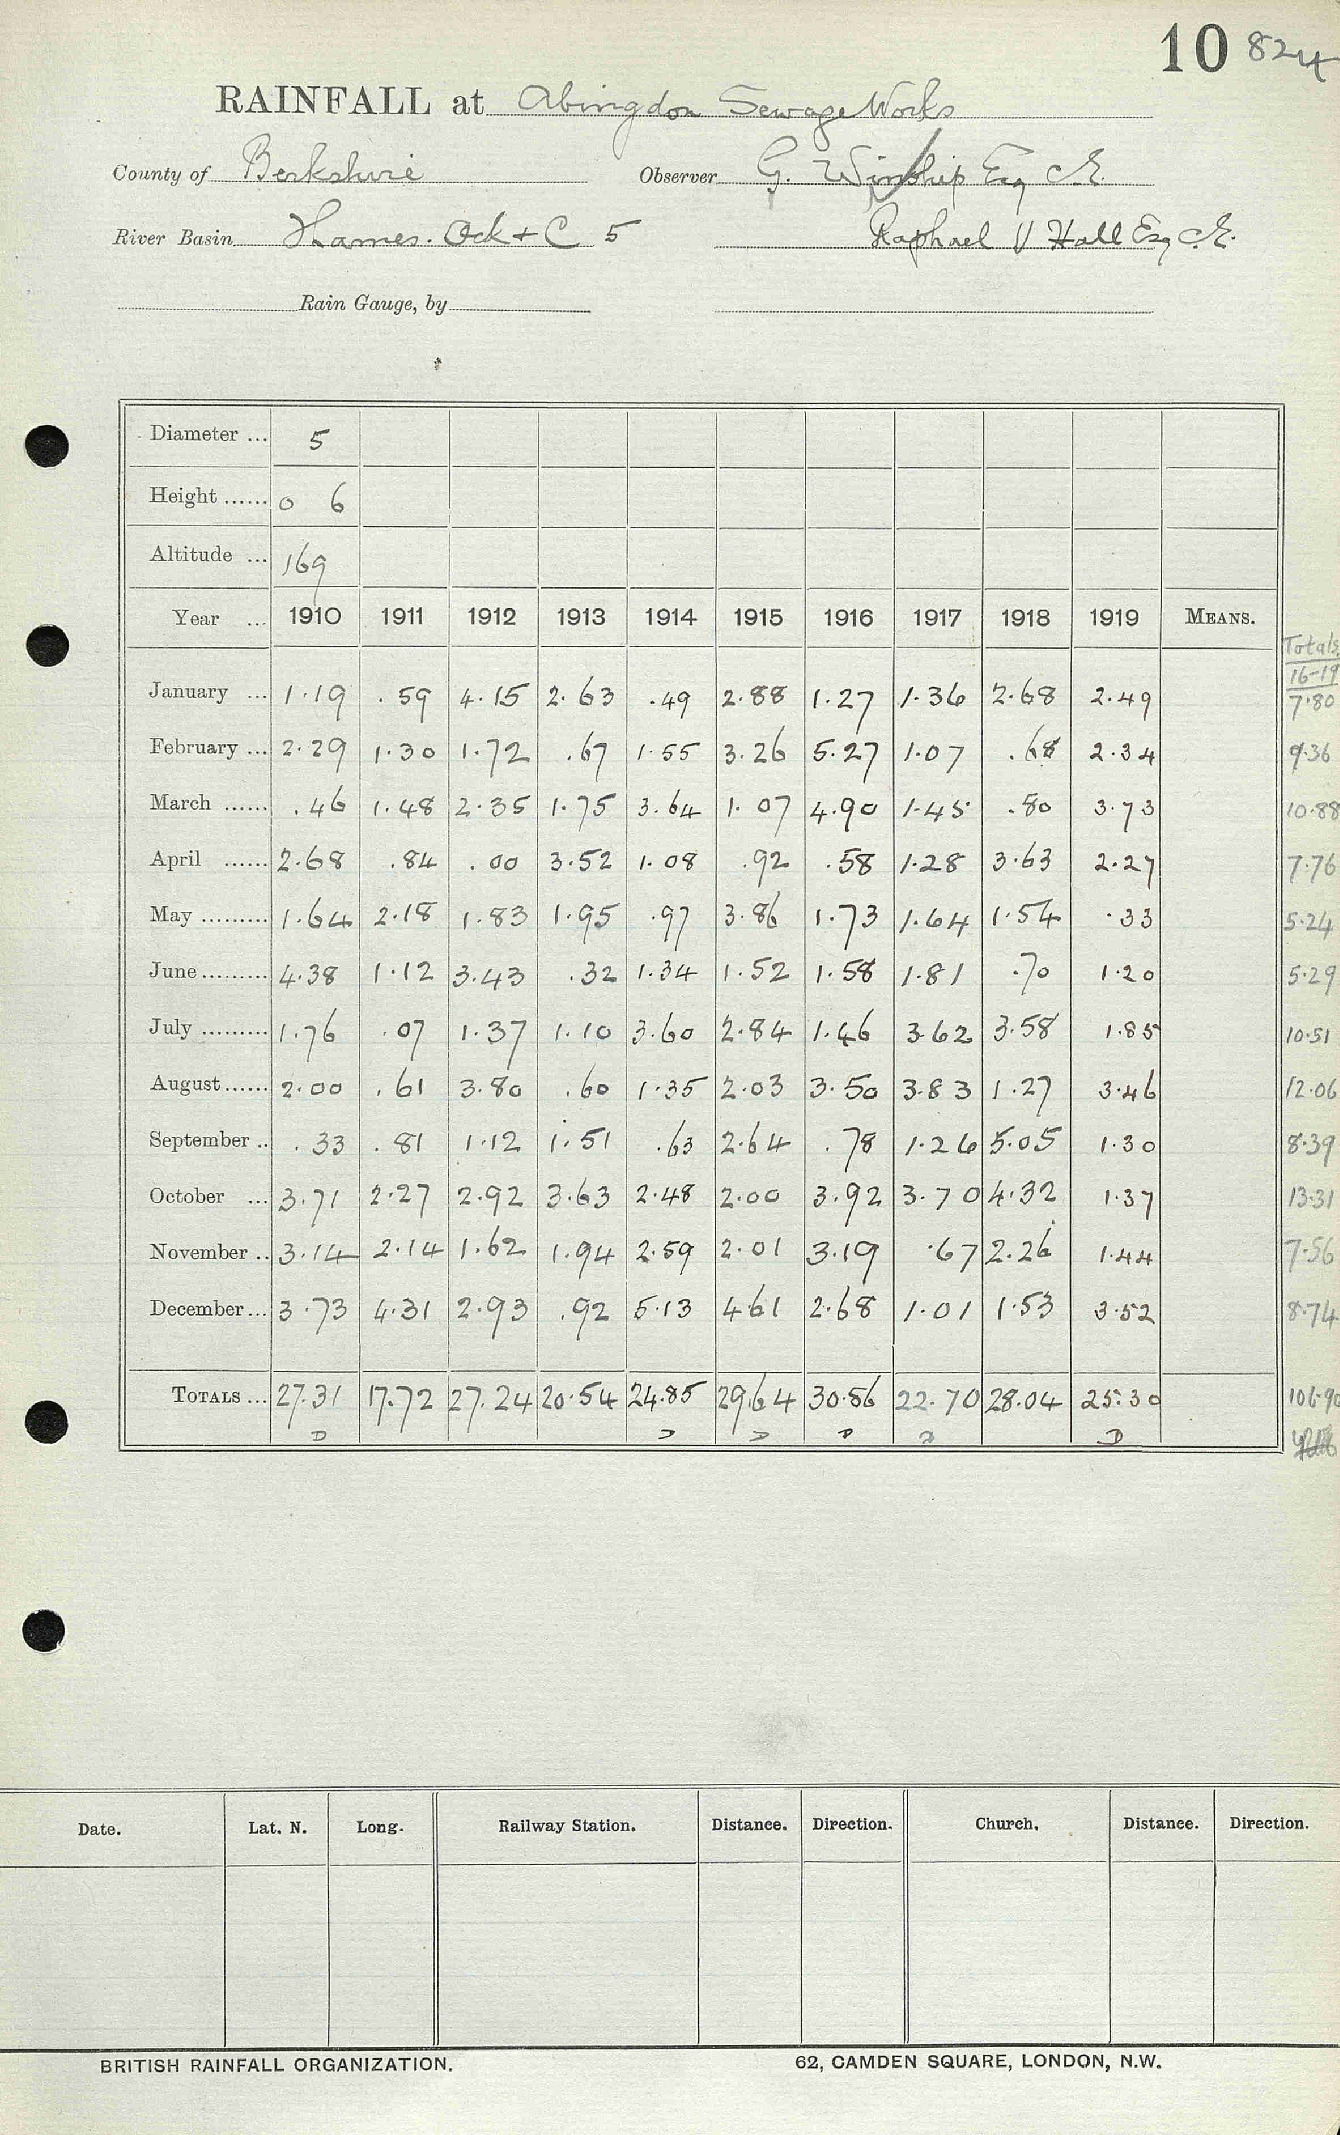 10 824
RAINFALL at Abingdon Sewage Works
County of Berkshire Observer G. Winship Esq C.E.
River Basin Thames. Ock + C 5 Raphael V Hall Esq C.E.
Rain Gauge, by
Diameter ... 5
Height ...... 0 6
Altitude ... 169
Year ... 1910 1911 1912 1913 1914 1915 1916 1917 1918 1919 MEANS.
Totals
16-19
January ... 1.19 .59 4.15 2.63 .49 2.88 1.27 1.36 2.68 2.49 7.80
February ... 2.29 1.30 1.72 .67 1.55 3.26 5.27 1.07 .68 2.34 9.36
March ...... .46 1.48 2.35 1.75 3.64 1.07 4.90 1.45 .80 3.73 10.88
April ...... 2.68 .84 .00 3.52 1.08 .92 .58 1.28 3.63 2.27 7.76
May ......... 1.64 2.18 1.83 1.95 .97 3.86 1.73 1.64 1.54 .33 5.24
June ......... 4.38 1.12 3.43 .32 1.34 1.52 1.58 1.81 .70 1.20 5.29
July ......... 1.76 .07 1.37 1.10 3.60 2.84 1.46 3.62 3.58 1.85 10.51
August ...... 2.00 .61 3.80 .60 1.35 2.03 3.50 3.83 1.27 3.46 12.06
September .. .33 .81 1.12 1.51 .63 2.64 .78 1.26 5.05 1.30 8.39
October ... 3.71 2.27 2.92 3.63 2.48 2.00 3.92 3.70 4.32 1.37 13.31
November .. 3.14 2.14 1.62 1.94 2.59 2.01 3.19 .67 2.26 1.44 7.56
December ... 3.73 4.31 2.93 .92 5.13 4.61 2.68 1.01 1.53 3.52 8.74
TOTALS ... 27.31 17.72 27.24 20.54 24.85 29.64 30.86 22.70 28.04 25.30 106.90
D D D D D D
Date. Lat. N. Long. Railway Station. Distance. Direction. Church. Distance. Direction.
BRITISH RAINFALL ORGANIZATION. 62, CAMDEN SQUARE, LONDON, N.W.